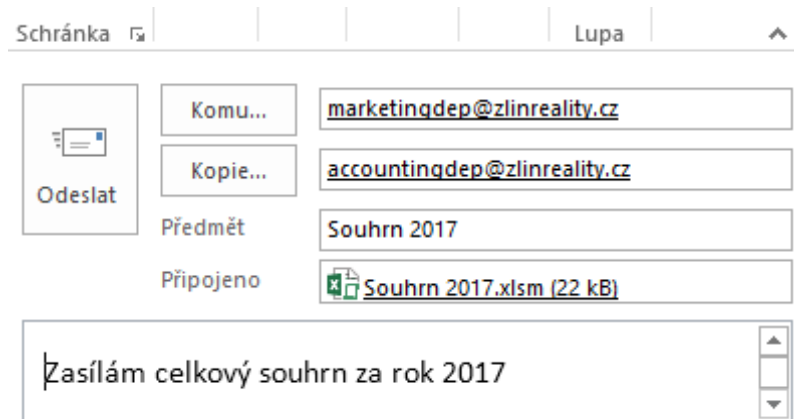 Schránka
Lupa
Komu...
marketingdep@zlinreality.cz
Kopie...
accountingdep@zlinreality.cz
Odeslat
Předmět
Souhrn 2017
Připojeno
Souhrn 2017.xlsm (22 kB)
Zasílám celkový souhrn za rok 2017